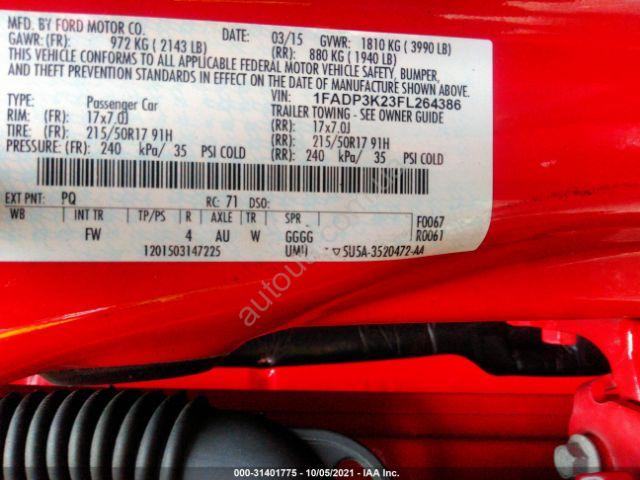 MFD. BY FORD MOTOR CO.
DATE: 03/15 GVWR: 1810 KG (3990 LB)
GAWR:(FR): 972 KG (2143 LB) (RR): 880 KG (1940 LB)
THIS VEHICLE CONFORMS TO ALL APPLICABLE FEDERAL MOTOR VEHICLE SAFETY, BUMPER,
AND THEFT PREVENTION STANDARDS IN EFFECT ON THE DATE OF MANUFACTURE SHOWN ABOVE.
VIN: 1FADP3K23FL264386
TYPE: Passenger Car TRAILER TOWING - SEE OWNER GUIDE
RIM: (FR): 17x7.0J (RR): 17x7.0J
TIRE: (FR): 215/50R17 91H (RR): 215/50R17 91H
PRESSURE: (FR): 240 kPa/ 35 PSI COLD (RR): 240 kPa/ 35 PSI COLD
EXT PNT: PQ RC: 71 DSO:
WB INT TR TP/PS R AXLE TR SPR F0067
FW 4 AU W GGGG R0061
1201503147225 UMI ▽ SU5A-3520472-AA
000-31401775 - 10/05/2021 - IAA Inc.